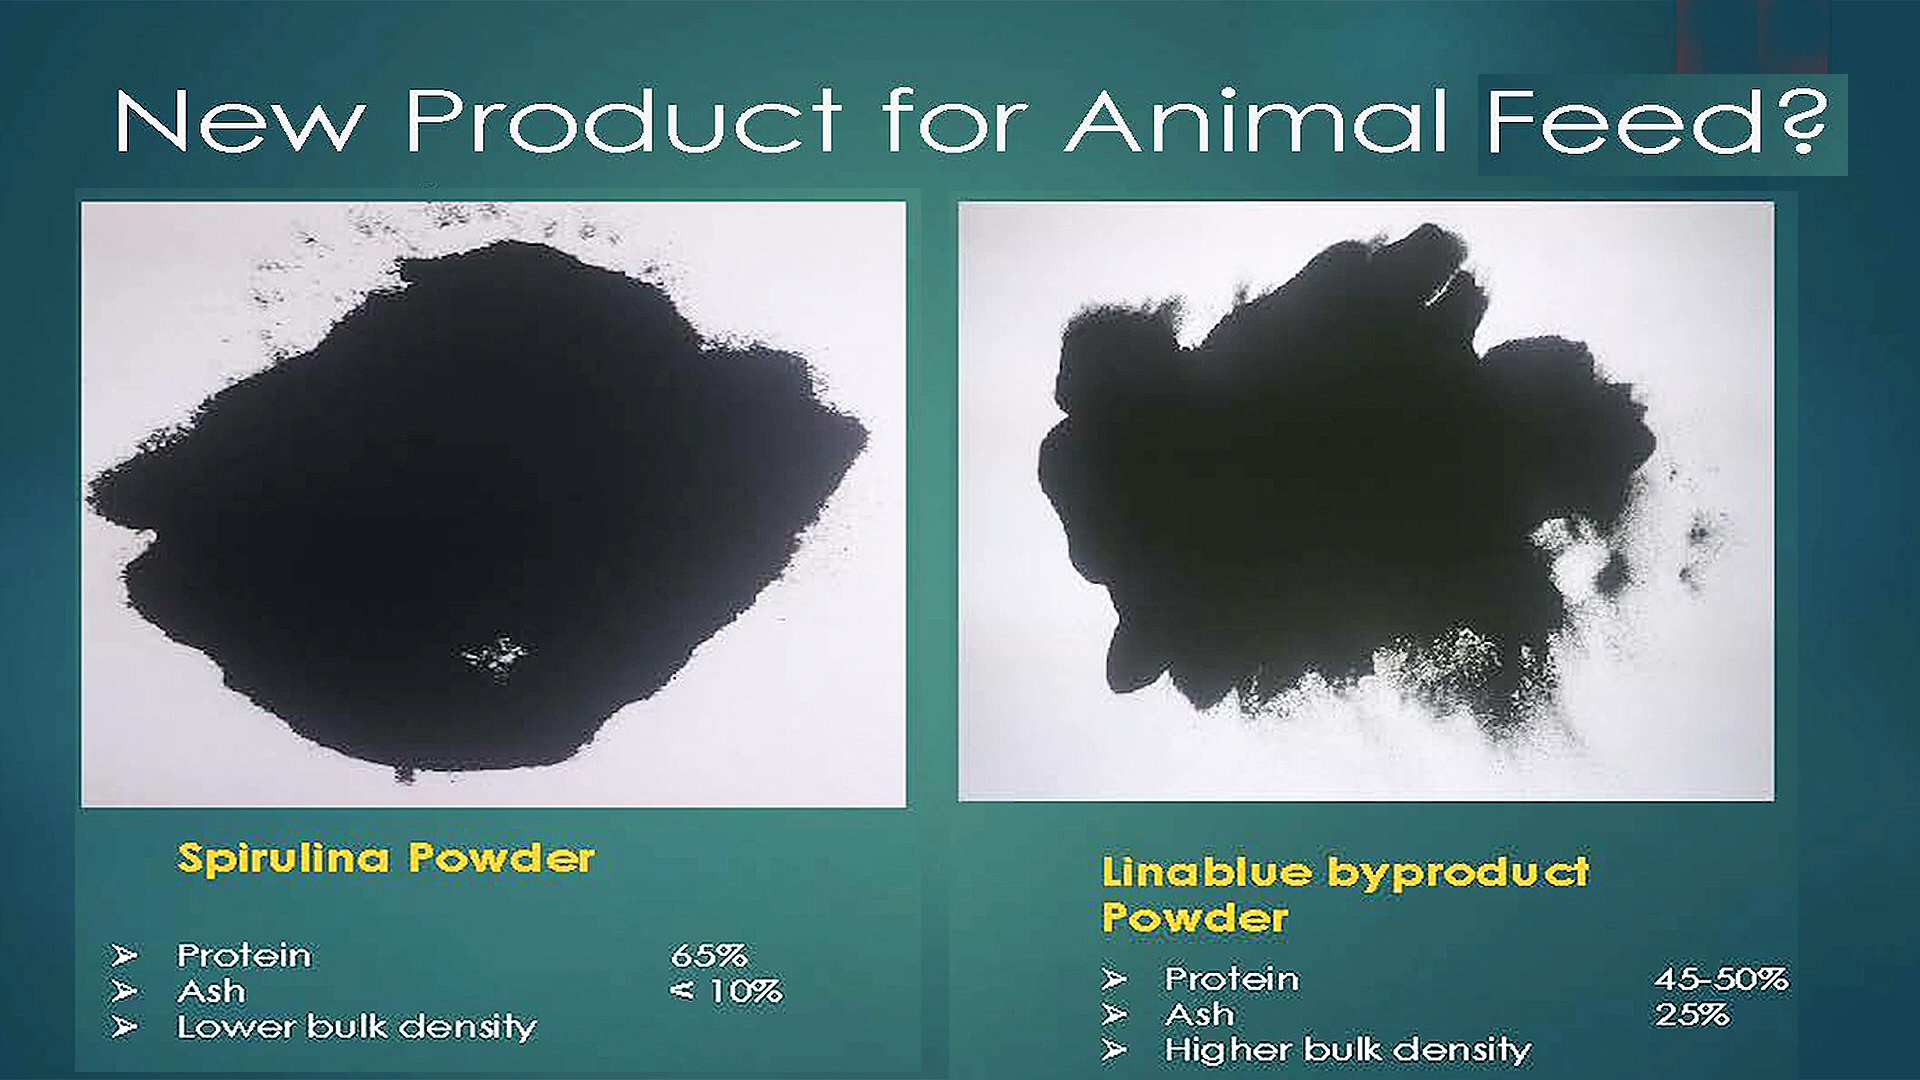 New Product for Animal Feed?
Spirulina Powder
➢ Protein 65%
➢ Ash < 10%
➢ Lower bulk density
Linablue byproduct
Powder
➢ Protein 45-50%
➢ Ash 25%
➢ Higher bulk density